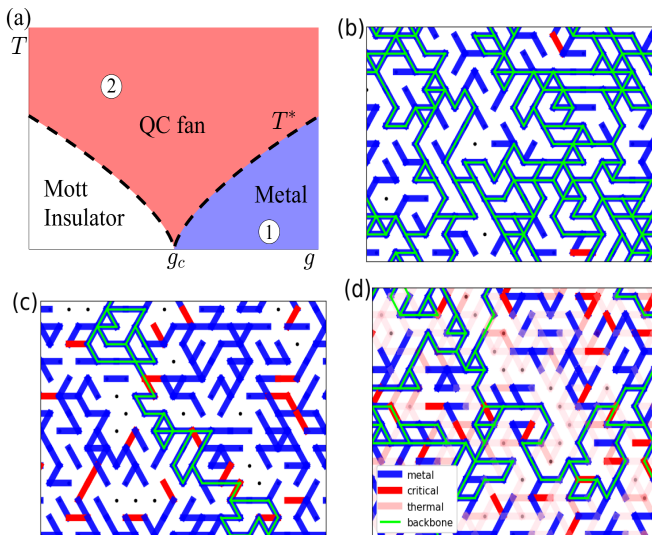 (a)
T
2
QC fan
T*
Mott
Insulator
Metal
1
g_c
g
(b)
(c)
(d)
metal
critical
thermal
backbone